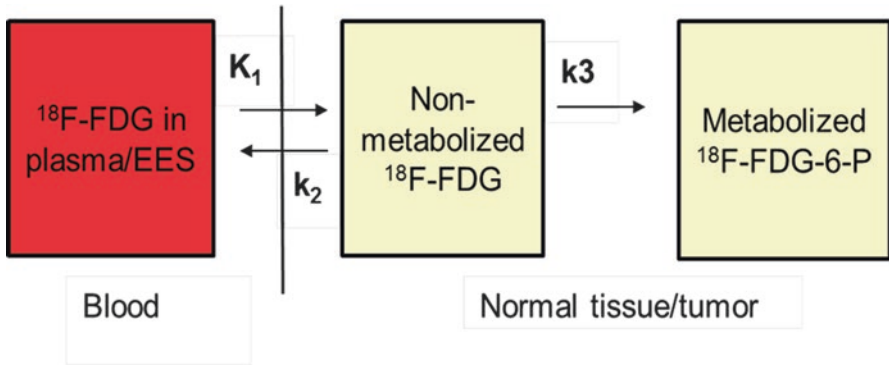 ¹⁸F-FDG in
plasma/EES
K₁
k₂
Non-
metabolized
¹⁸F-FDG
k3
Metabolized
¹⁸F-FDG-6-P
Blood
Normal tissue/tumor